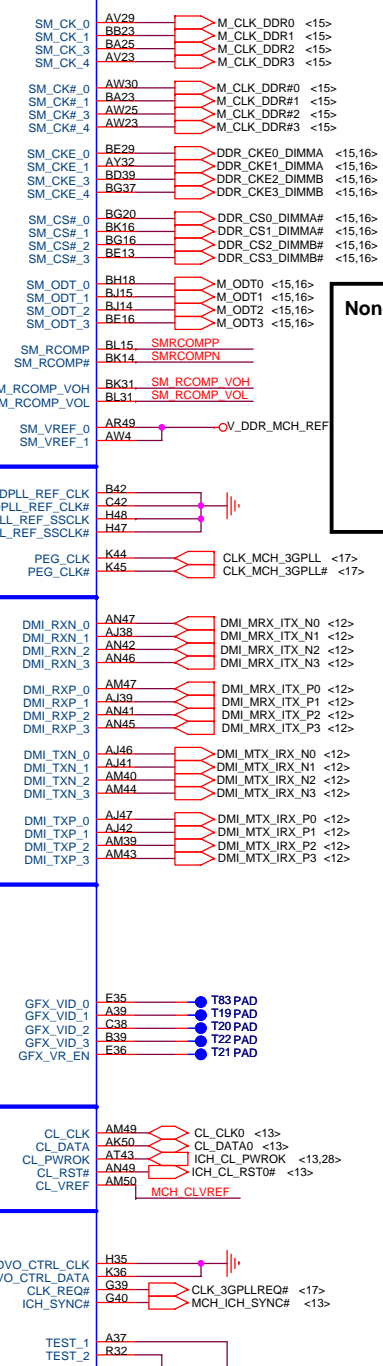 SM_CK_0 AV29 M_CLK_DDR0 <15>
SM_CK_1 BB23 M_CLK_DDR1 <15>
SM_CK_3 BA25 M_CLK_DDR2 <15>
SM_CK_4 AV23 M_CLK_DDR3 <15>
SM_CK#_0 AW30 M_CLK_DDR#0 <15>
SM_CK#_1 BA23 M_CLK_DDR#1 <15>
SM_CK#_3 AW25 M_CLK_DDR#2 <15>
SM_CK#_4 AW23 M_CLK_DDR#3 <15>
SM_CKE_0 BE29 DDR_CKE0_DIMMA <15,16>
SM_CKE_1 AY32 DDR_CKE1_DIMMA <15,16>
SM_CKE_3 BD39 DDR_CKE2_DIMMB <15,16>
SM_CKE_4 BG37 DDR_CKE3_DIMMB <15,16>
SM_CS#_0 BG20 DDR_CS0_DIMMA# <15,16>
SM_CS#_1 BK16 DDR_CS1_DIMMA# <15,16>
SM_CS#_2 BG16 DDR_CS2_DIMMB# <15,16>
SM_CS#_3 BE13 DDR_CS3_DIMMB# <15,16>
SM_ODT_0 BH18 M_ODT0 <15,16>
SM_ODT_1 BJ15 M_ODT1 <15,16>
SM_ODT_2 BJ14 M_ODT2 <15,16>
SM_ODT_3 BE16 M_ODT3 <15,16>
Non
SM_RCOMP BL15 SMRCOMPP
SM_RCOMP# BK14 SMRCOMPN
M_RCOMP_VOH BK31 SM_RCOMP_VOH
M_RCOMP_VOL BL31 SM_RCOMP_VOL
SM_VREF_0 AR49 V_DDR_MCH_REF
SM_VREF_1 AW4
DPLL_REF_CLK B42
PLL_REF_CLK# C42
LL_REF_SSCLK H48
L_REF_SSCLK# H47
PEG_CLK K44 CLK_MCH_3GPLL <17>
PEG_CLK# K45 CLK_MCH_3GPLL# <17>
DMI_RXN_0 AN47 DMI_MRX_ITX_N0 <12>
DMI_RXN_1 AJ38 DMI_MRX_ITX_N1 <12>
DMI_RXN_2 AN42 DMI_MRX_ITX_N2 <12>
DMI_RXN_3 AN46 DMI_MRX_ITX_N3 <12>
DMI_RXP_0 AM47 DMI_MRX_ITX_P0 <12>
DMI_RXP_1 AJ39 DMI_MRX_ITX_P1 <12>
DMI_RXP_2 AN41 DMI_MRX_ITX_P2 <12>
DMI_RXP_3 AN45 DMI_MRX_ITX_P3 <12>
DMI_TXN_0 AJ46 DMI_MTX_IRX_N0 <12>
DMI_TXN_1 AJ41 DMI_MTX_IRX_N1 <12>
DMI_TXN_2 AM40 DMI_MTX_IRX_N2 <12>
DMI_TXN_3 AM44 DMI_MTX_IRX_N3 <12>
DMI_TXP_0 AJ47 DMI_MTX_IRX_P0 <12>
DMI_TXP_1 AJ42 DMI_MTX_IRX_P1 <12>
DMI_TXP_2 AM39 DMI_MTX_IRX_P2 <12>
DMI_TXP_3 AM43 DMI_MTX_IRX_P3 <12>
GFX_VID_0 E35 T83 PAD
GFX_VID_1 A39 T19 PAD
GFX_VID_2 C38 T20 PAD
GFX_VID_3 B39 T22 PAD
GFX_VR_EN E36 T21 PAD
CL_CLK AM49 CL_CLK0 <13>
CL_DATA AK50 CL_DATA0 <13>
CL_PWROK AT43 ICH_CL_PWROK <13,28>
CL_RST# AN49 ICH_CL_RST0# <13>
CL_VREF AM50 MCH_CLVREF
DVO_CTRL_CLK H35
VO_CTRL_DATA K36
CLK_REQ# G39 CLK_3GPLLREQ# <17>
ICH_SYNC# G40 MCH_ICH_SYNC# <13>
TEST_1 A37
TEST_2 R32